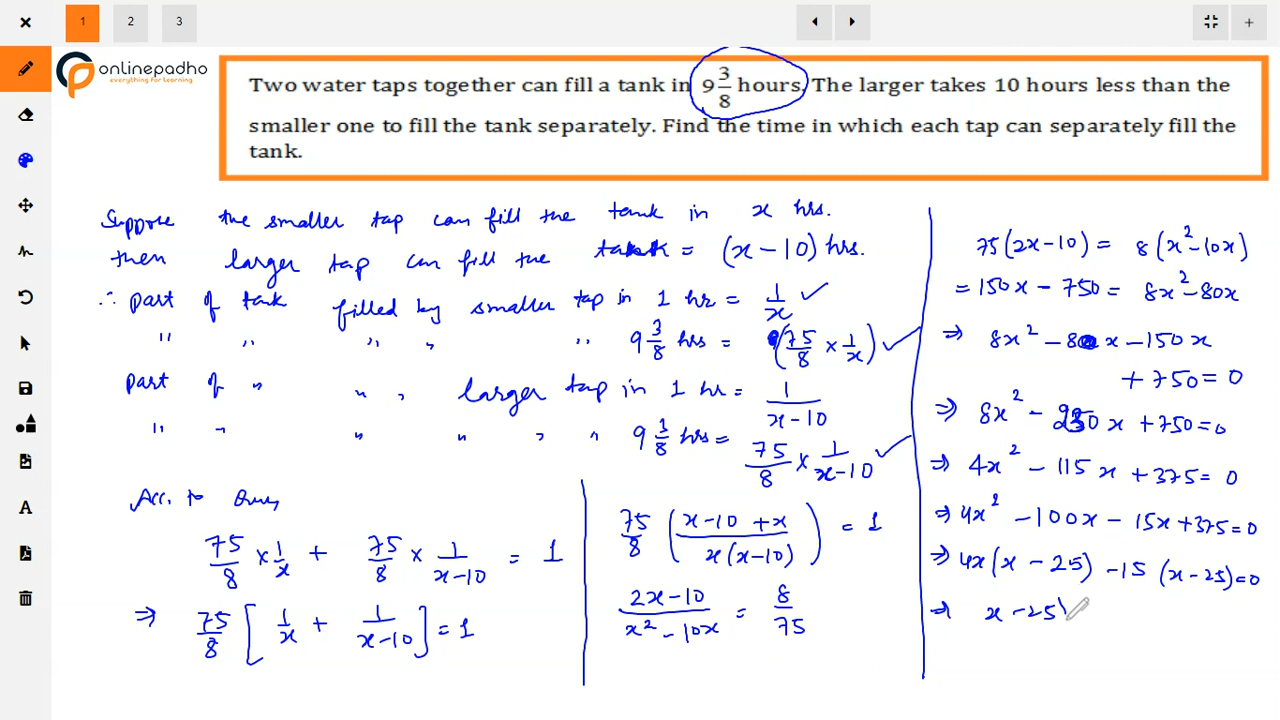 1 2 3
onlinepadho
everything for learning
Two water taps together can fill a tank in 9 3/8 hours. The larger takes 10 hours less than the
smaller one to fill the tank separately. Find the time in which each tap can separately fill the
tank.
Suppose the smaller tap can fill the tank in x hrs.
then larger tap can fill the tank = (x-10) hrs.
∴ part of tank filled by smaller tap in 1 hr = 1/x ✓
" " " " " 9 3/8 hrs = (75/8 × 1/x) ✓
part of " " " larger tap in 1 hr = 1/(x-10)
" " " " " " 9 3/8 hrs = 75/8 × 1/(x-10) ✓
Acc. to Ques,
75/8 × 1/x + 75/8 × 1/(x-10) = 1
⇒ 75/8 [1/x + 1/(x-10)] = 1
75/8 ((x-10+x)/(x(x-10))) = 1
(2x-10)/(x²-10x) = 8/75
75(2x-10) = 8(x²-10x)
= 150x - 750 = 8x²-80x
⇒ 8x² - 80x - 150x
+ 750 = 0
⇒ 8x² - 230x + 750 = 0
⇒ 4x² - 115x + 375 = 0
⇒ 4x² - 100x - 15x + 375 = 0
⇒ 4x(x - 25) - 15 (x-25) = 0
⇒ x - 25)
A